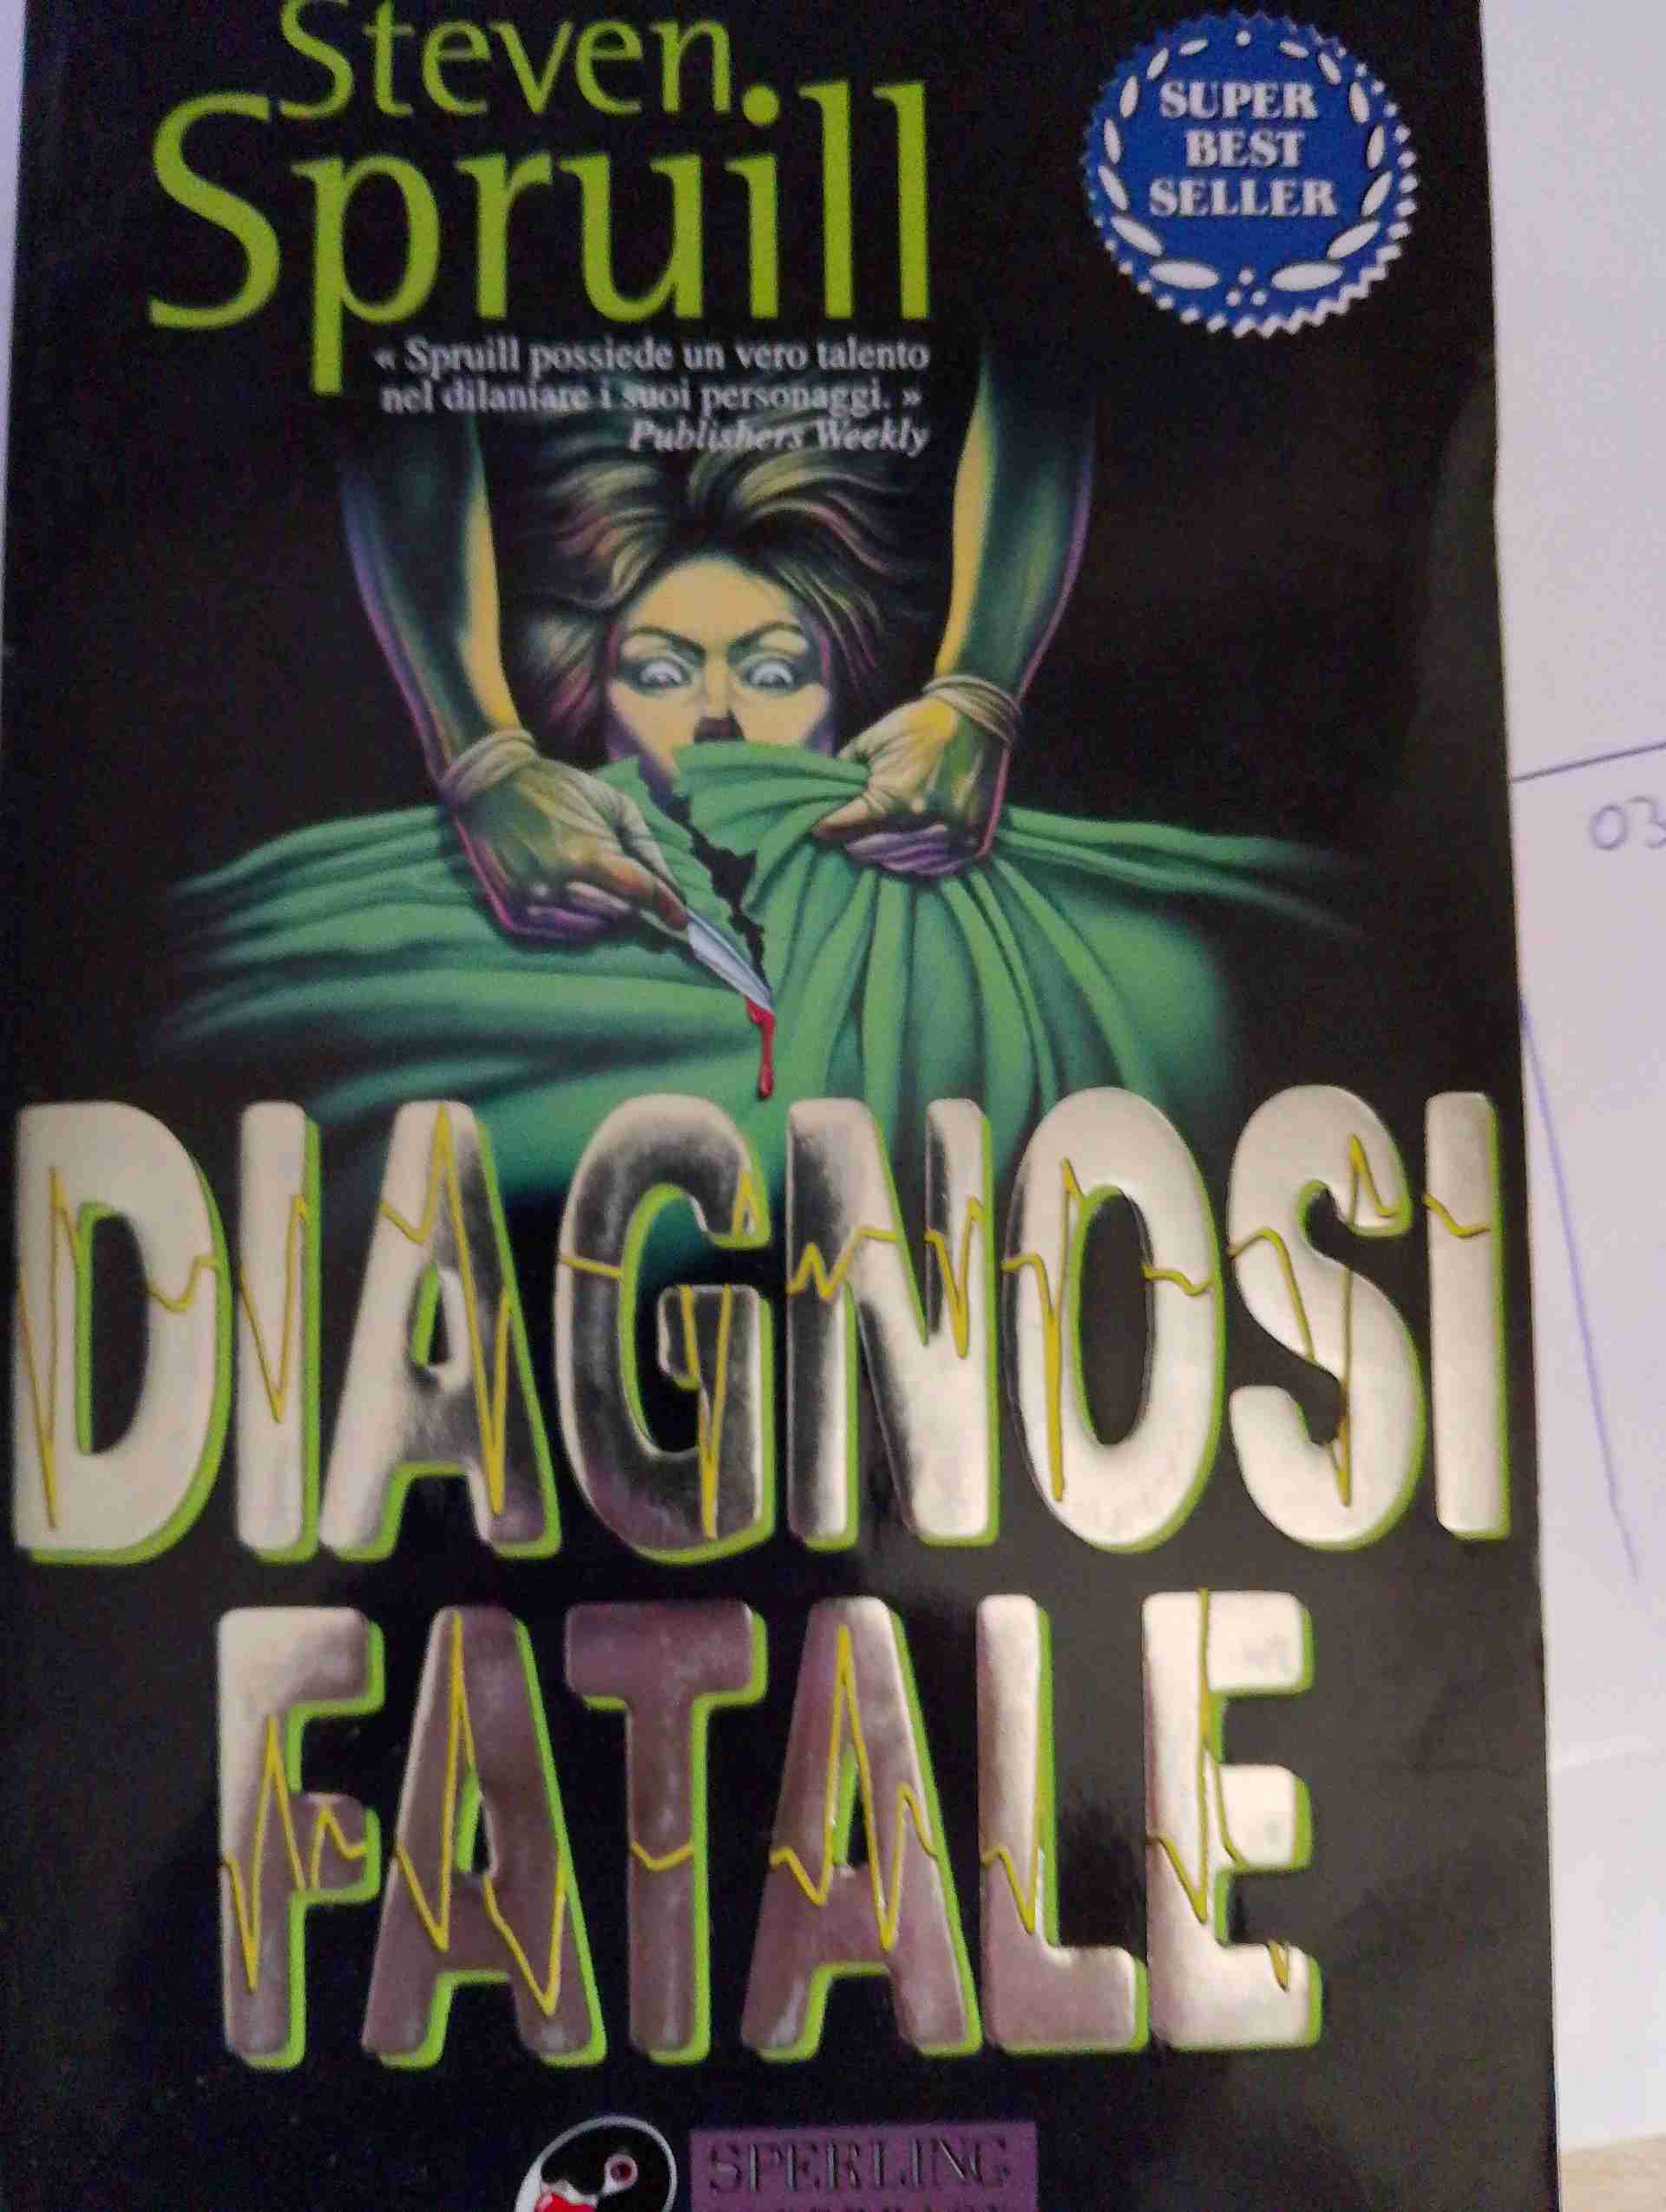 Steven
Spruill
SUPER
BEST
SELLER
« Spruill possiede un vero talento
nel dilaniare i suoi personaggi. »
Publishers Weekly
03
DIAGNOSI
FATALE
SPERLING